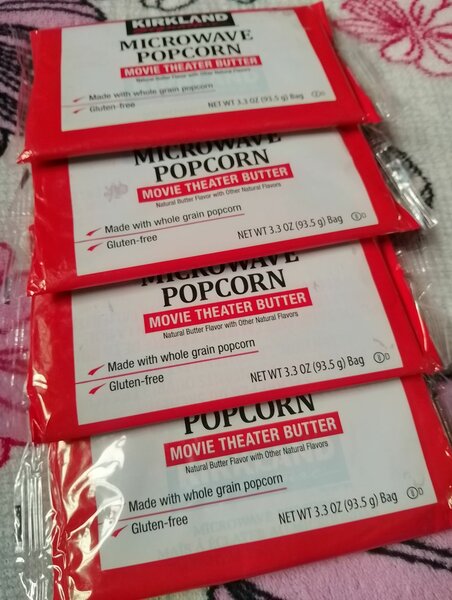 KIRKLAND
MICROWAVE
POPCORN
MOVIE THEATER BUTTER
Natural Butter Flavor with Other Natural Flavors
Made with whole grain popcorn
Gluten-free
NET WT 3.3 OZ (93.5 g) Bag
D
MICROWAVE
POPCORN
MOVIE THEATER BUTTER
Natural Butter Flavor with Other Natural Flavors
Made with whole grain popcorn
Gluten-free
NET WT 3.3 OZ (93.5 g) Bag
D
MICROWAVE
POPCORN
MOVIE THEATER BUTTER
Natural Butter Flavor with Other Natural Flavors
Made with whole grain popcorn
Gluten-free
NET WT 3.3 OZ (93.5 g) Bag
D
POPCORN
MOVIE THEATER BUTTER
Natural Butter Flavor with Other Natural Flavors
Made with whole grain popcorn
Gluten-free
NET WT 3.3 OZ (93.5 g) Bag
D